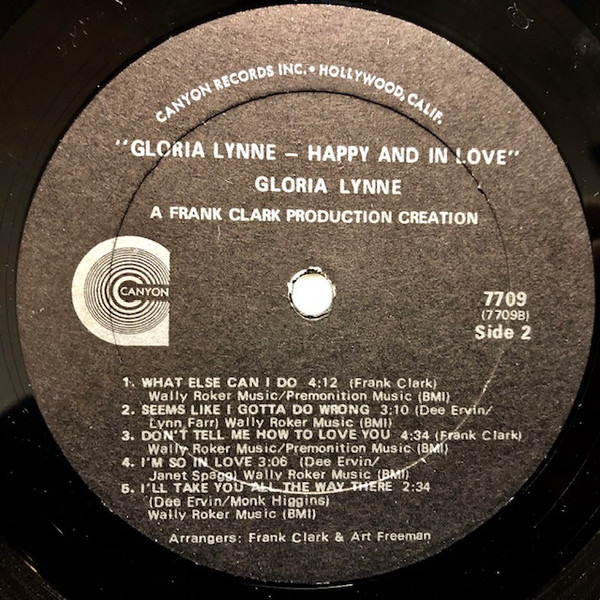 CANYON RECORDS INC. • HOLLYWOOD, CALIF.
"GLORIA LYNNE – HAPPY AND IN LOVE"
GLORIA LYNNE
A FRANK CLARK PRODUCTION CREATION
CANYON
7709
(7709B)
Side 2
1. WHAT ELSE CAN I DO 4:12 (Frank Clark)
Wally Roker Music/Premonition Music (BMI)
2. SEEMS LIKE I GOTTA DO WRONG 3:10 (Dee Ervin/
Lynn Farr) Wally Roker Music (BMI)
3. DON'T TELL ME HOW TO LOVE YOU 4:34 (Frank Clark)
Wally Roker Music/Premonition Music (BMI)
4. I'M SO IN LOVE 3:06 (Dee Ervin/
Janet Spagg) Wally Roker Music (BMI)
5. I'LL TAKE YOU ALL THE WAY THERE 2:34
(Dee Ervin/Monk Higgins)
Wally Roker Music (BMI)
Arrangers: Frank Clark & Art Freeman